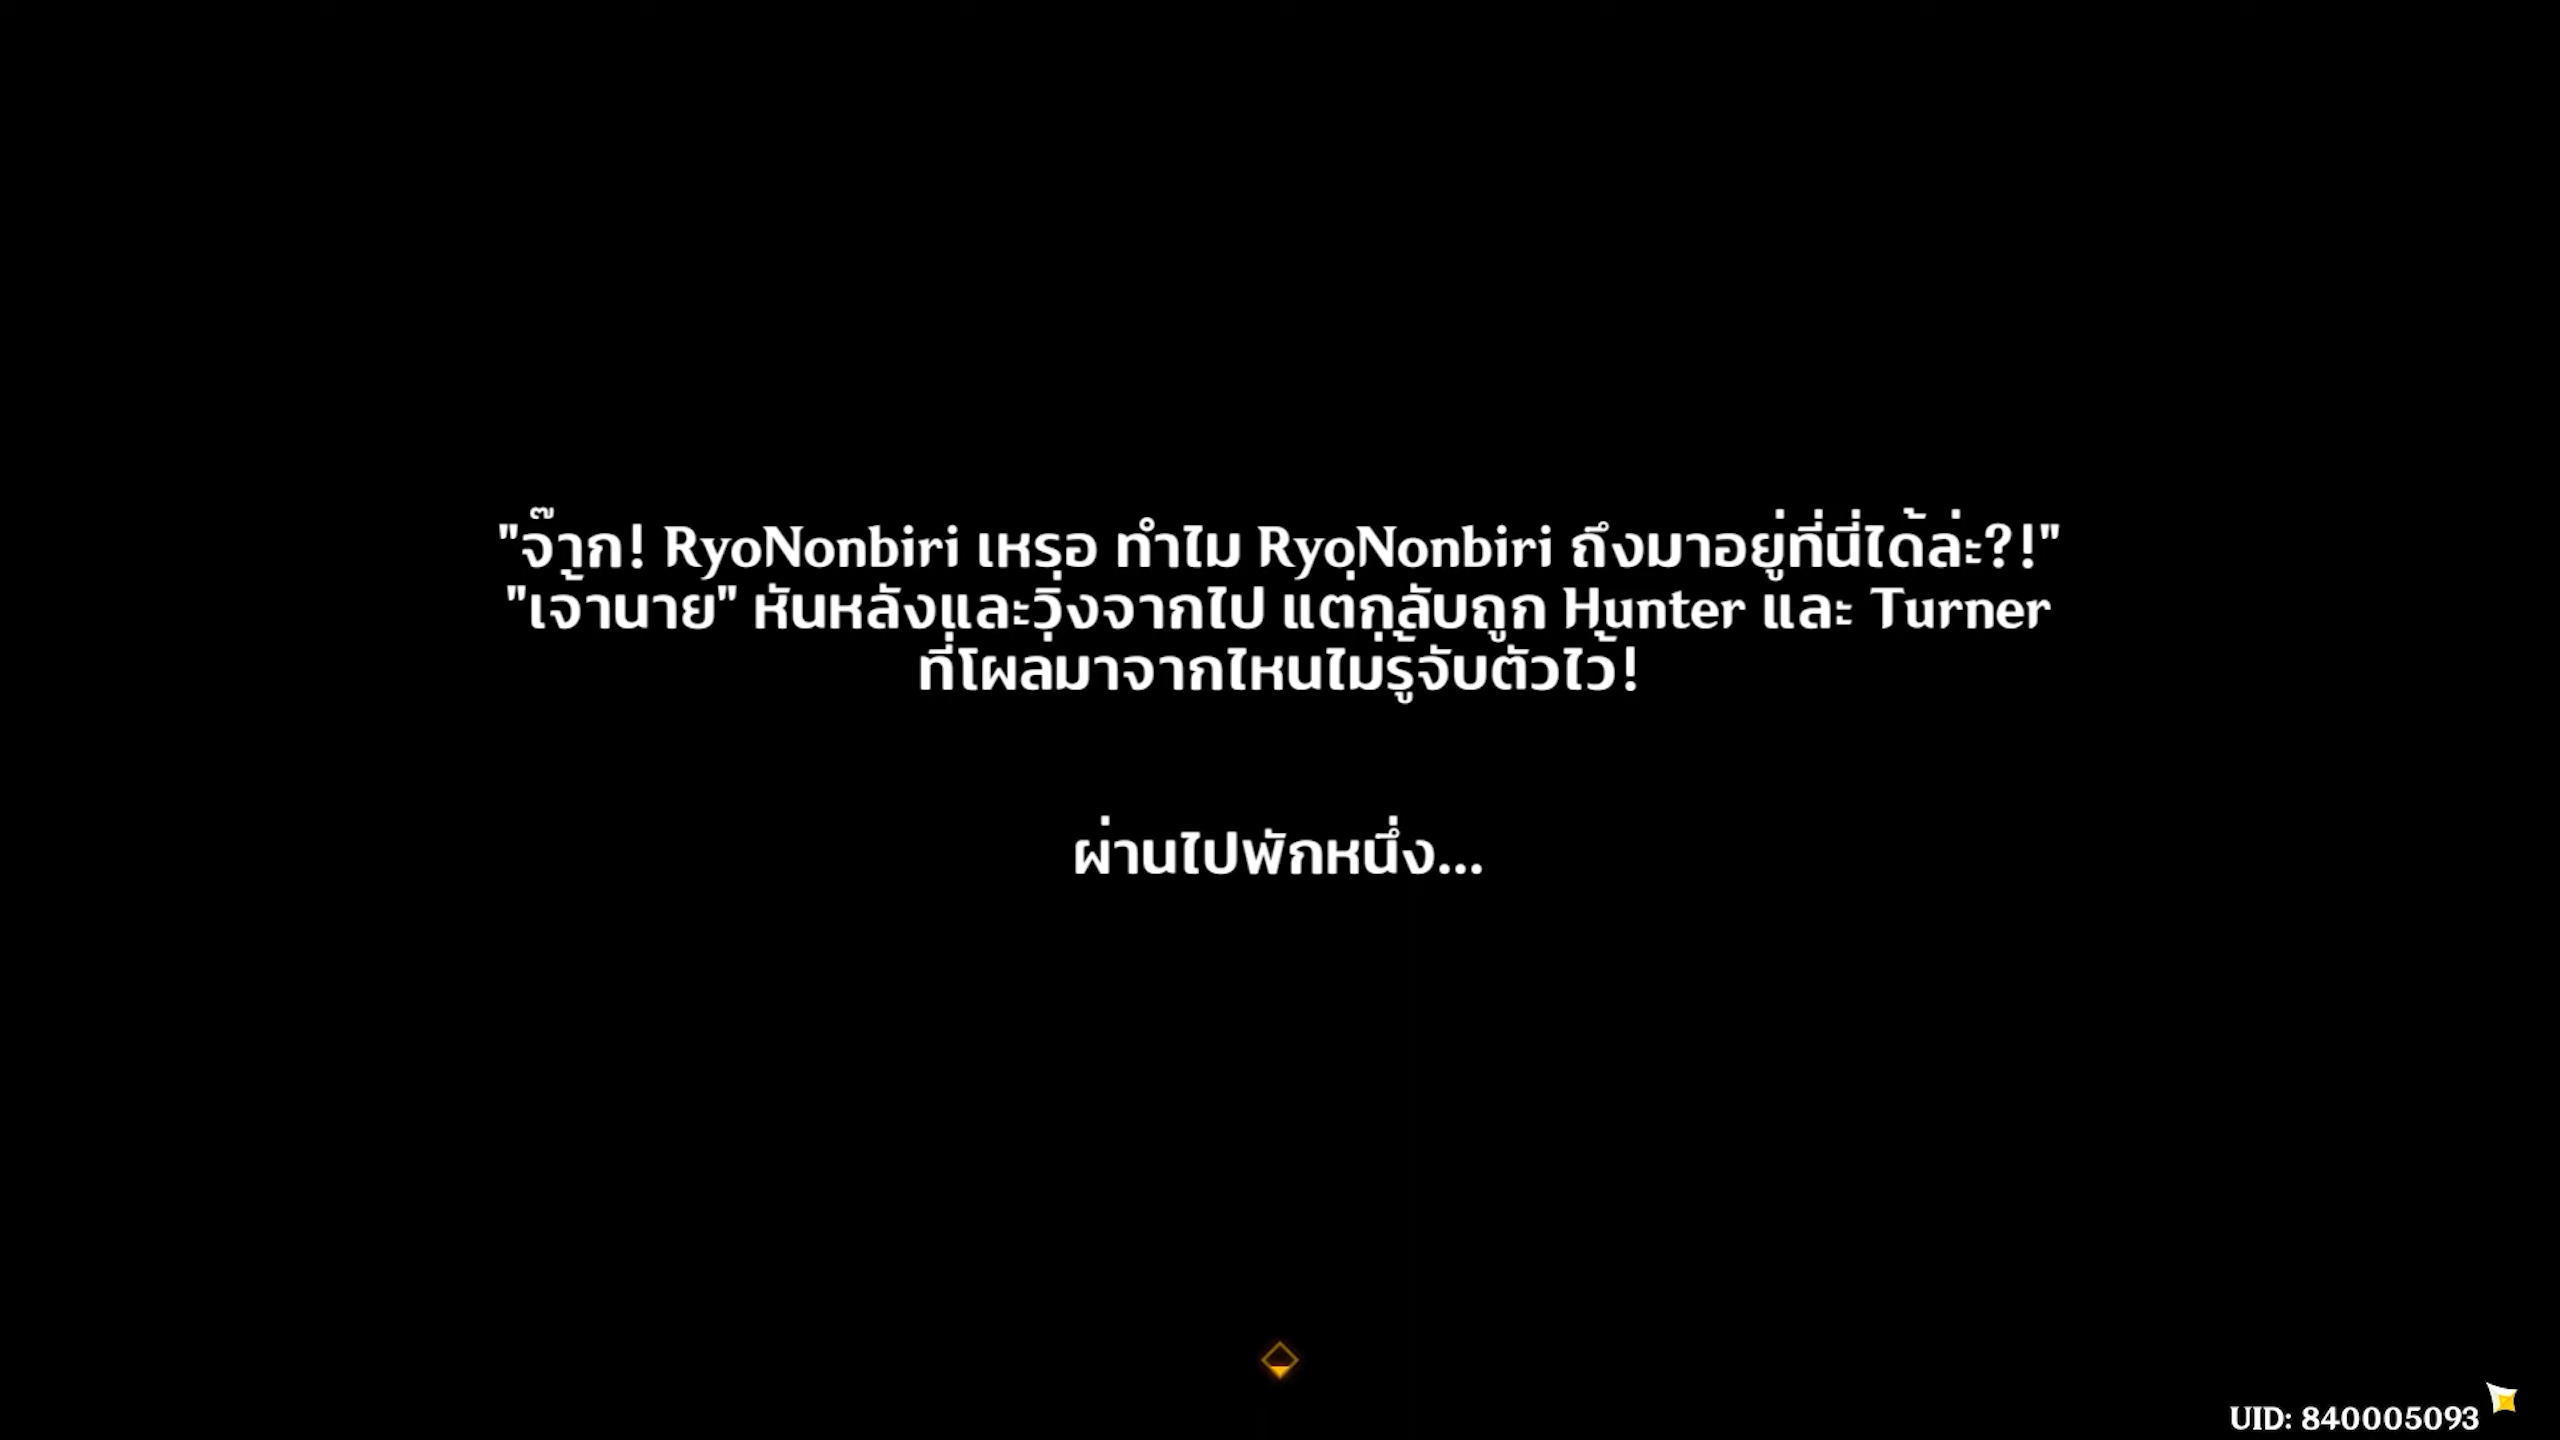 "จ๊าก! RyoNonbiri เหรอ ทำไม RyoNonbiri ถึงมาอยู่ที่นี่ได้ล่ะ?!"
"เจ้านาย" หันหลังและวิ่งจากไป แต่กลับถูก Hunter และ Turner
ที่โผล่มาจากไหนไม่รู้จับตัวไว้!
ผ่านไปพักหนึ่ง...
UID: 840005093